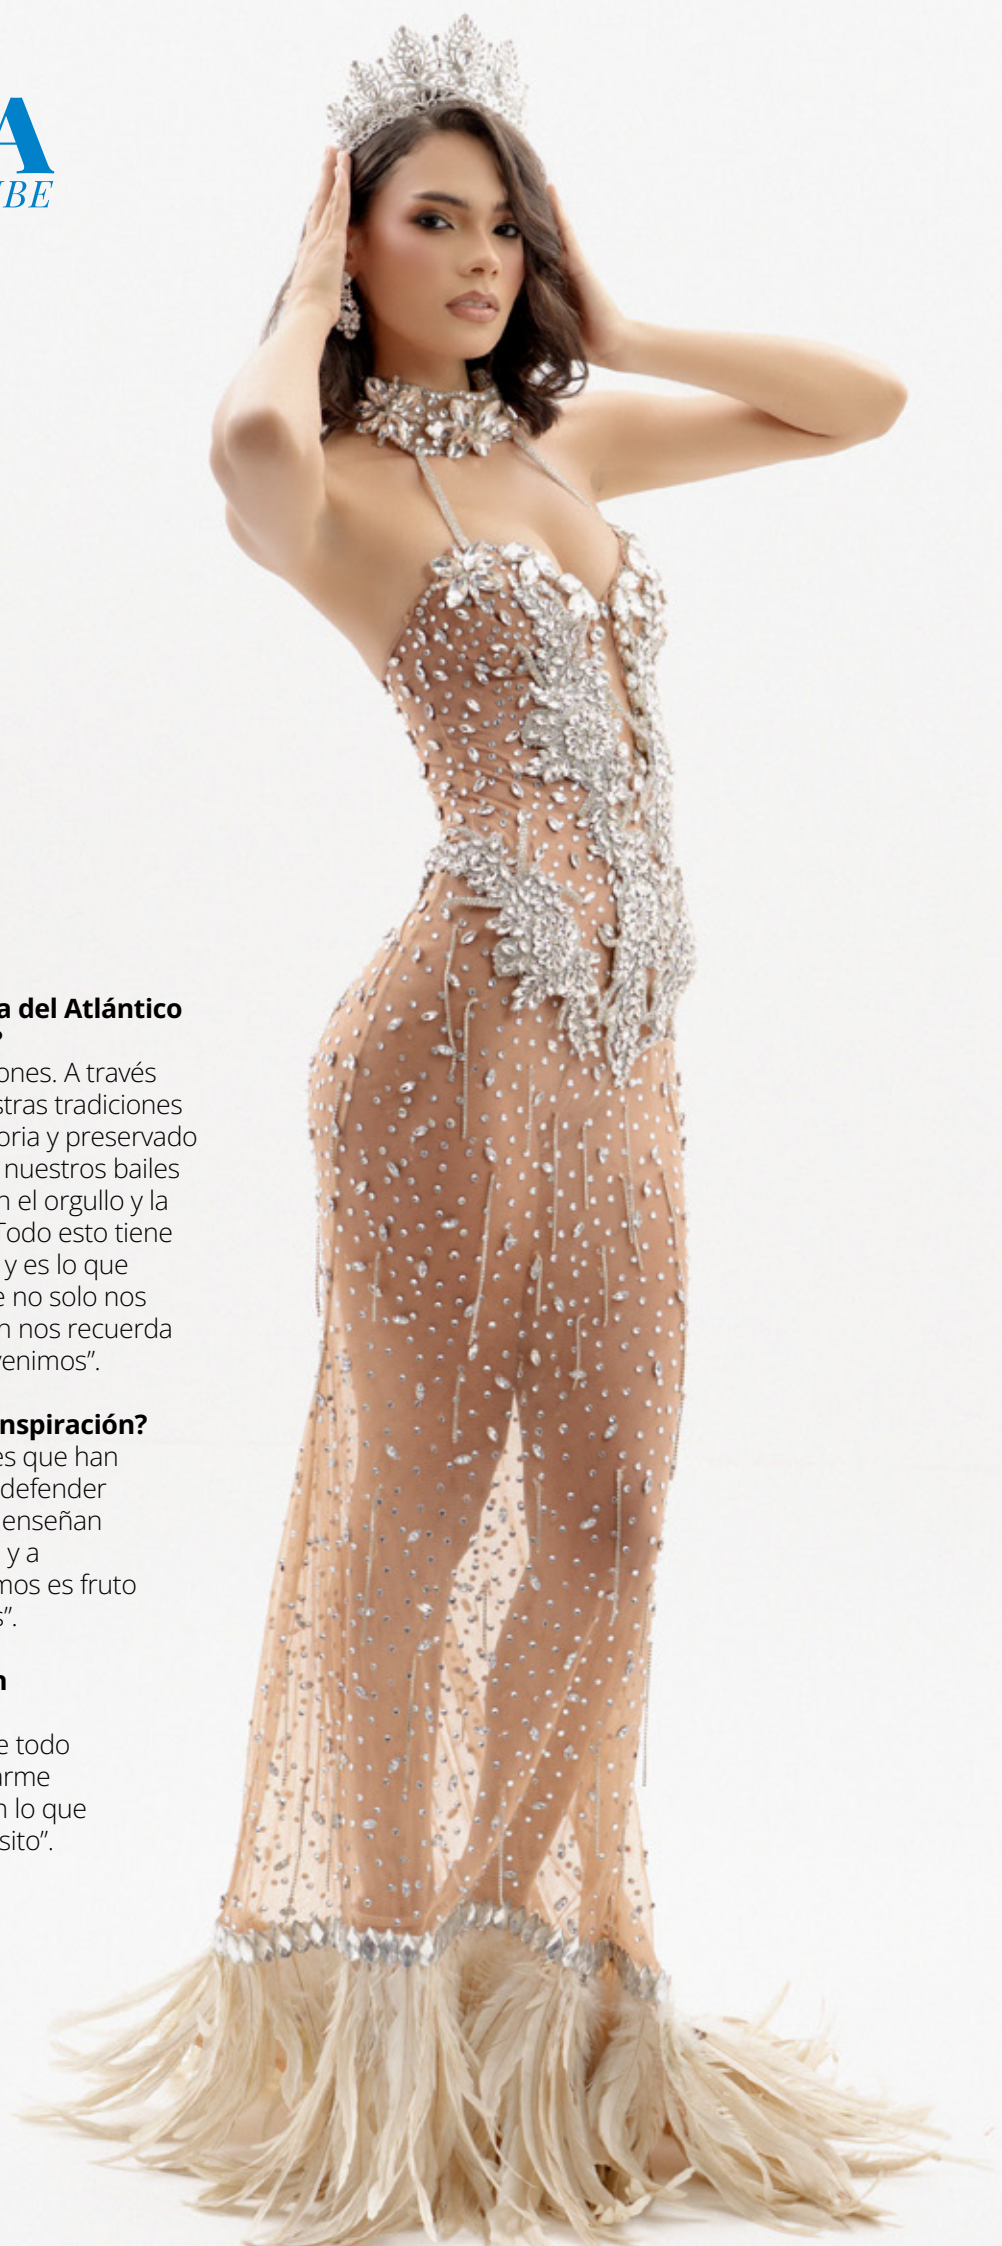 A
IBE
a del Atlántico
?
ones. A través
stras tradiciones
oria y preservado
nuestros bailes
n el orgullo y la
Todo esto tiene
y es lo que
e no solo nos
n nos recuerda
venimos”.
nspiración?
es que han
defender
enseñan
y a
mos es fruto
s”.
n
e todo
arme
n lo que
sito”.